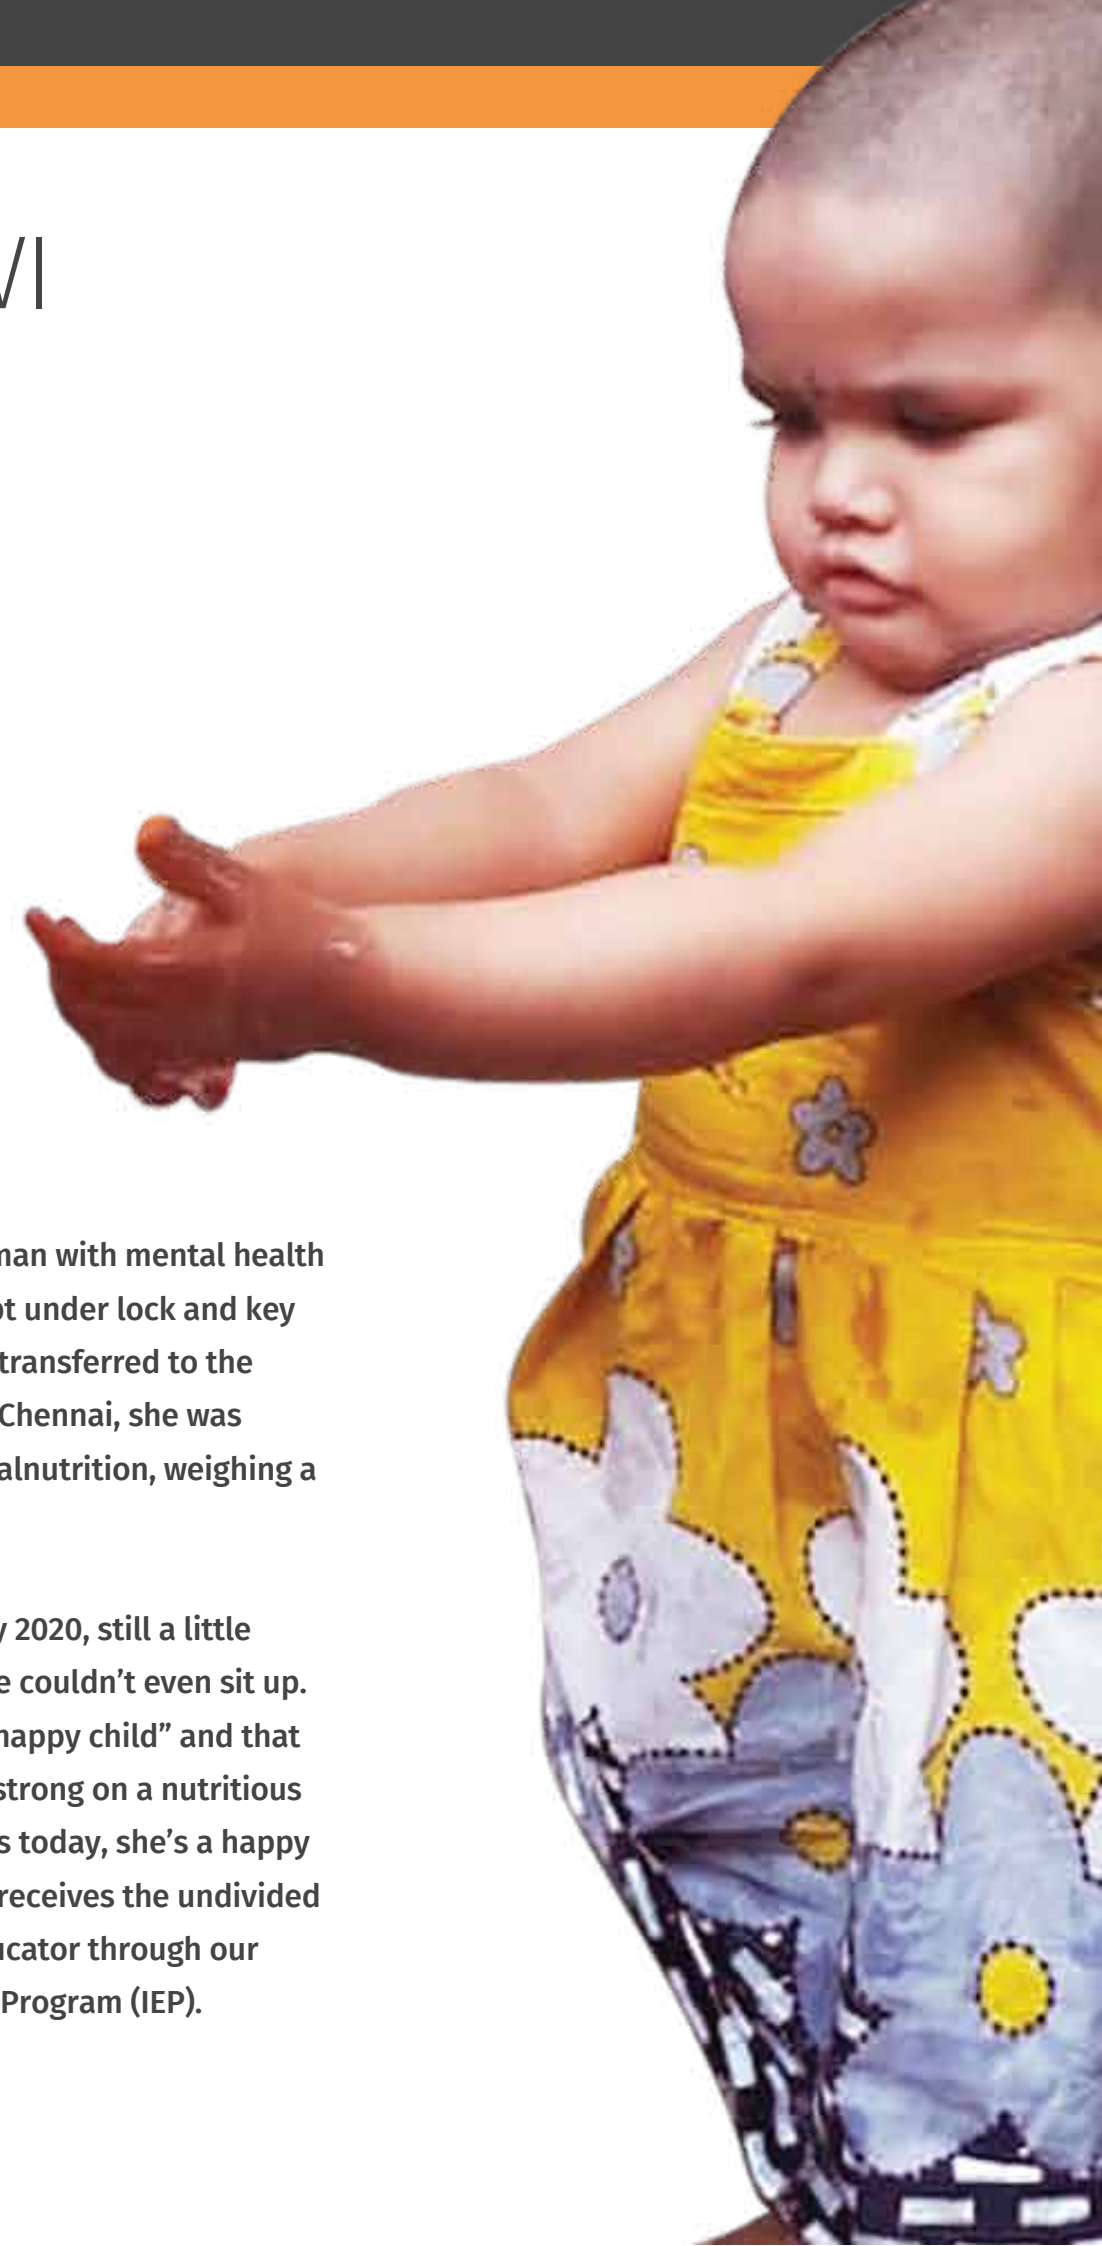 VI
man with mental health
pt under lock and key
transferred to the
Chennai, she was
alnutrition, weighing a
y 2020, still a little
e couldn’t even sit up.
happy child” and that
strong on a nutritious
s today, she’s a happy
receives the undivided
ucator through our
Program (IEP).